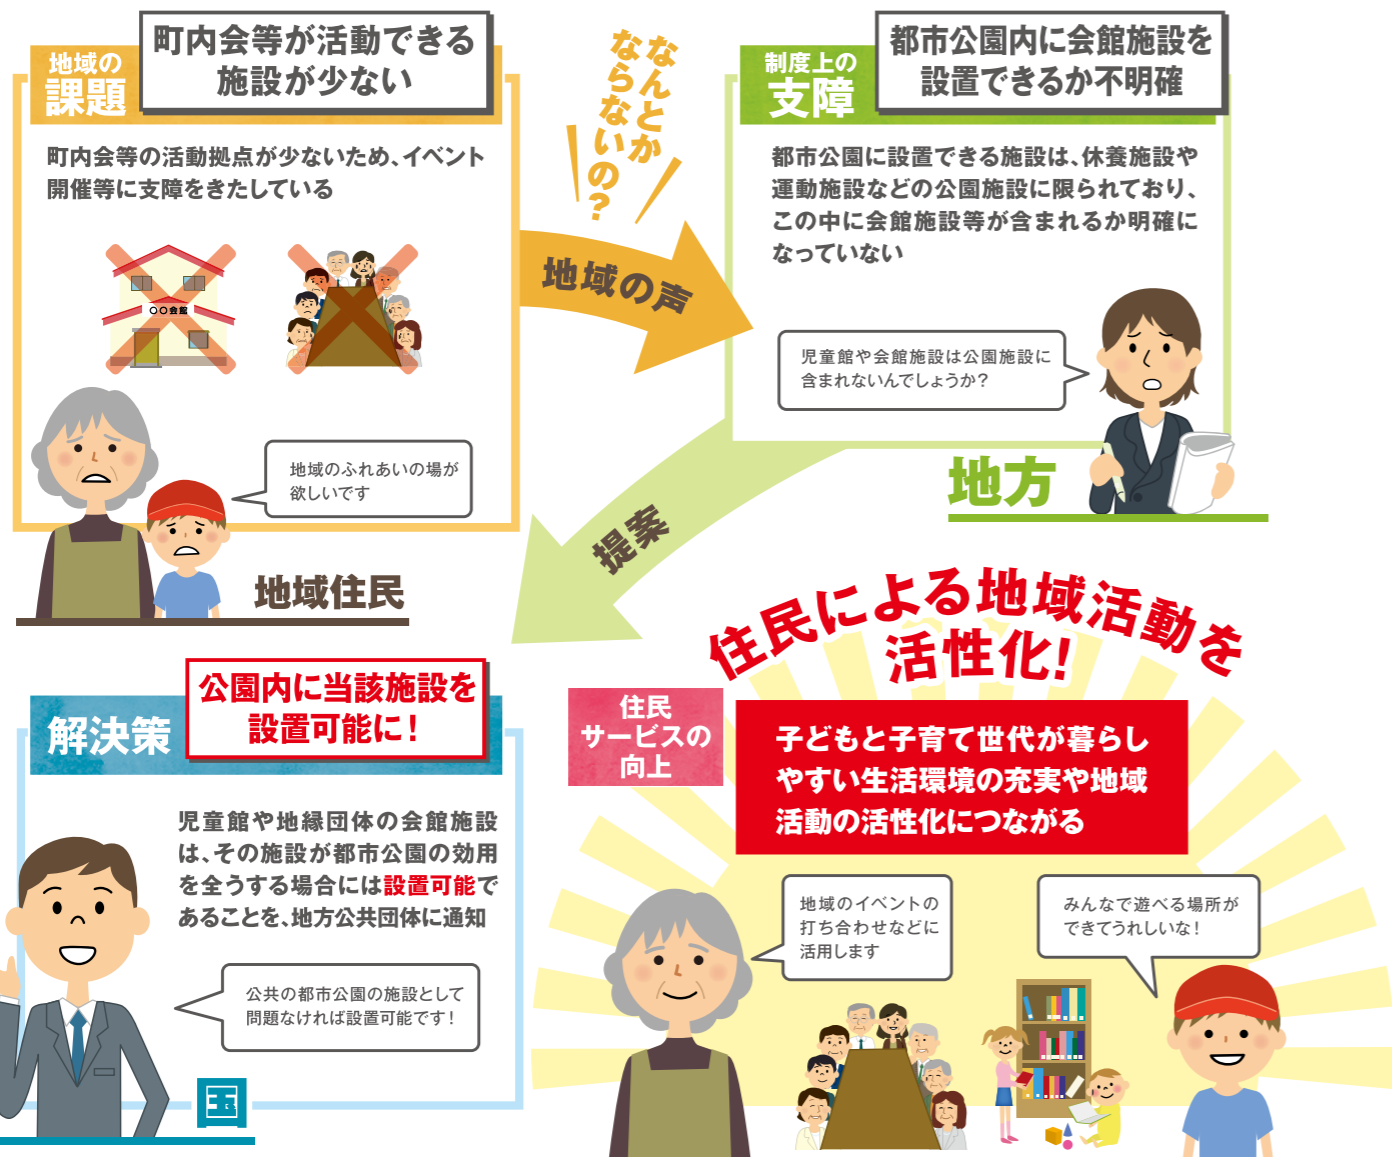 地域の
課題
町内会等が活動できる
施設が少ない
町内会等の活動拠点が少ないため、イベント
開催等に支障をきたしている
〇〇会館
地域のふれあいの場が
欲しいです
地域住民
なんとか
ならないの?
地域の声
制度上の
支障
都市公園内に会館施設を
設置できるか不明確
都市公園に設置できる施設は、休養施設や
運動施設などの公園施設に限られており、
この中に会館施設等が含まれるか明確に
なっていない
児童館や会館施設は公園施設に
含まれないんでしょうか?
地方
提案
解決策
公園内に当該施設を
設置可能に!
児童館や地縁団体の会館施設
は、その施設が都市公園の効用
を全うする場合には設置可能で
あることを、地方公共団体に通知
公共の都市公園の施設として
問題なければ設置可能です!
国
住民による地域活動を
活性化!
住民
サービスの
向上
子どもと子育て世代が暮らし
やすい生活環境の充実や地域
活動の活性化につながる
地域のイベントの
打ち合わせなどに
活用します
みんなで遊べる場所が
できてうれしいな!